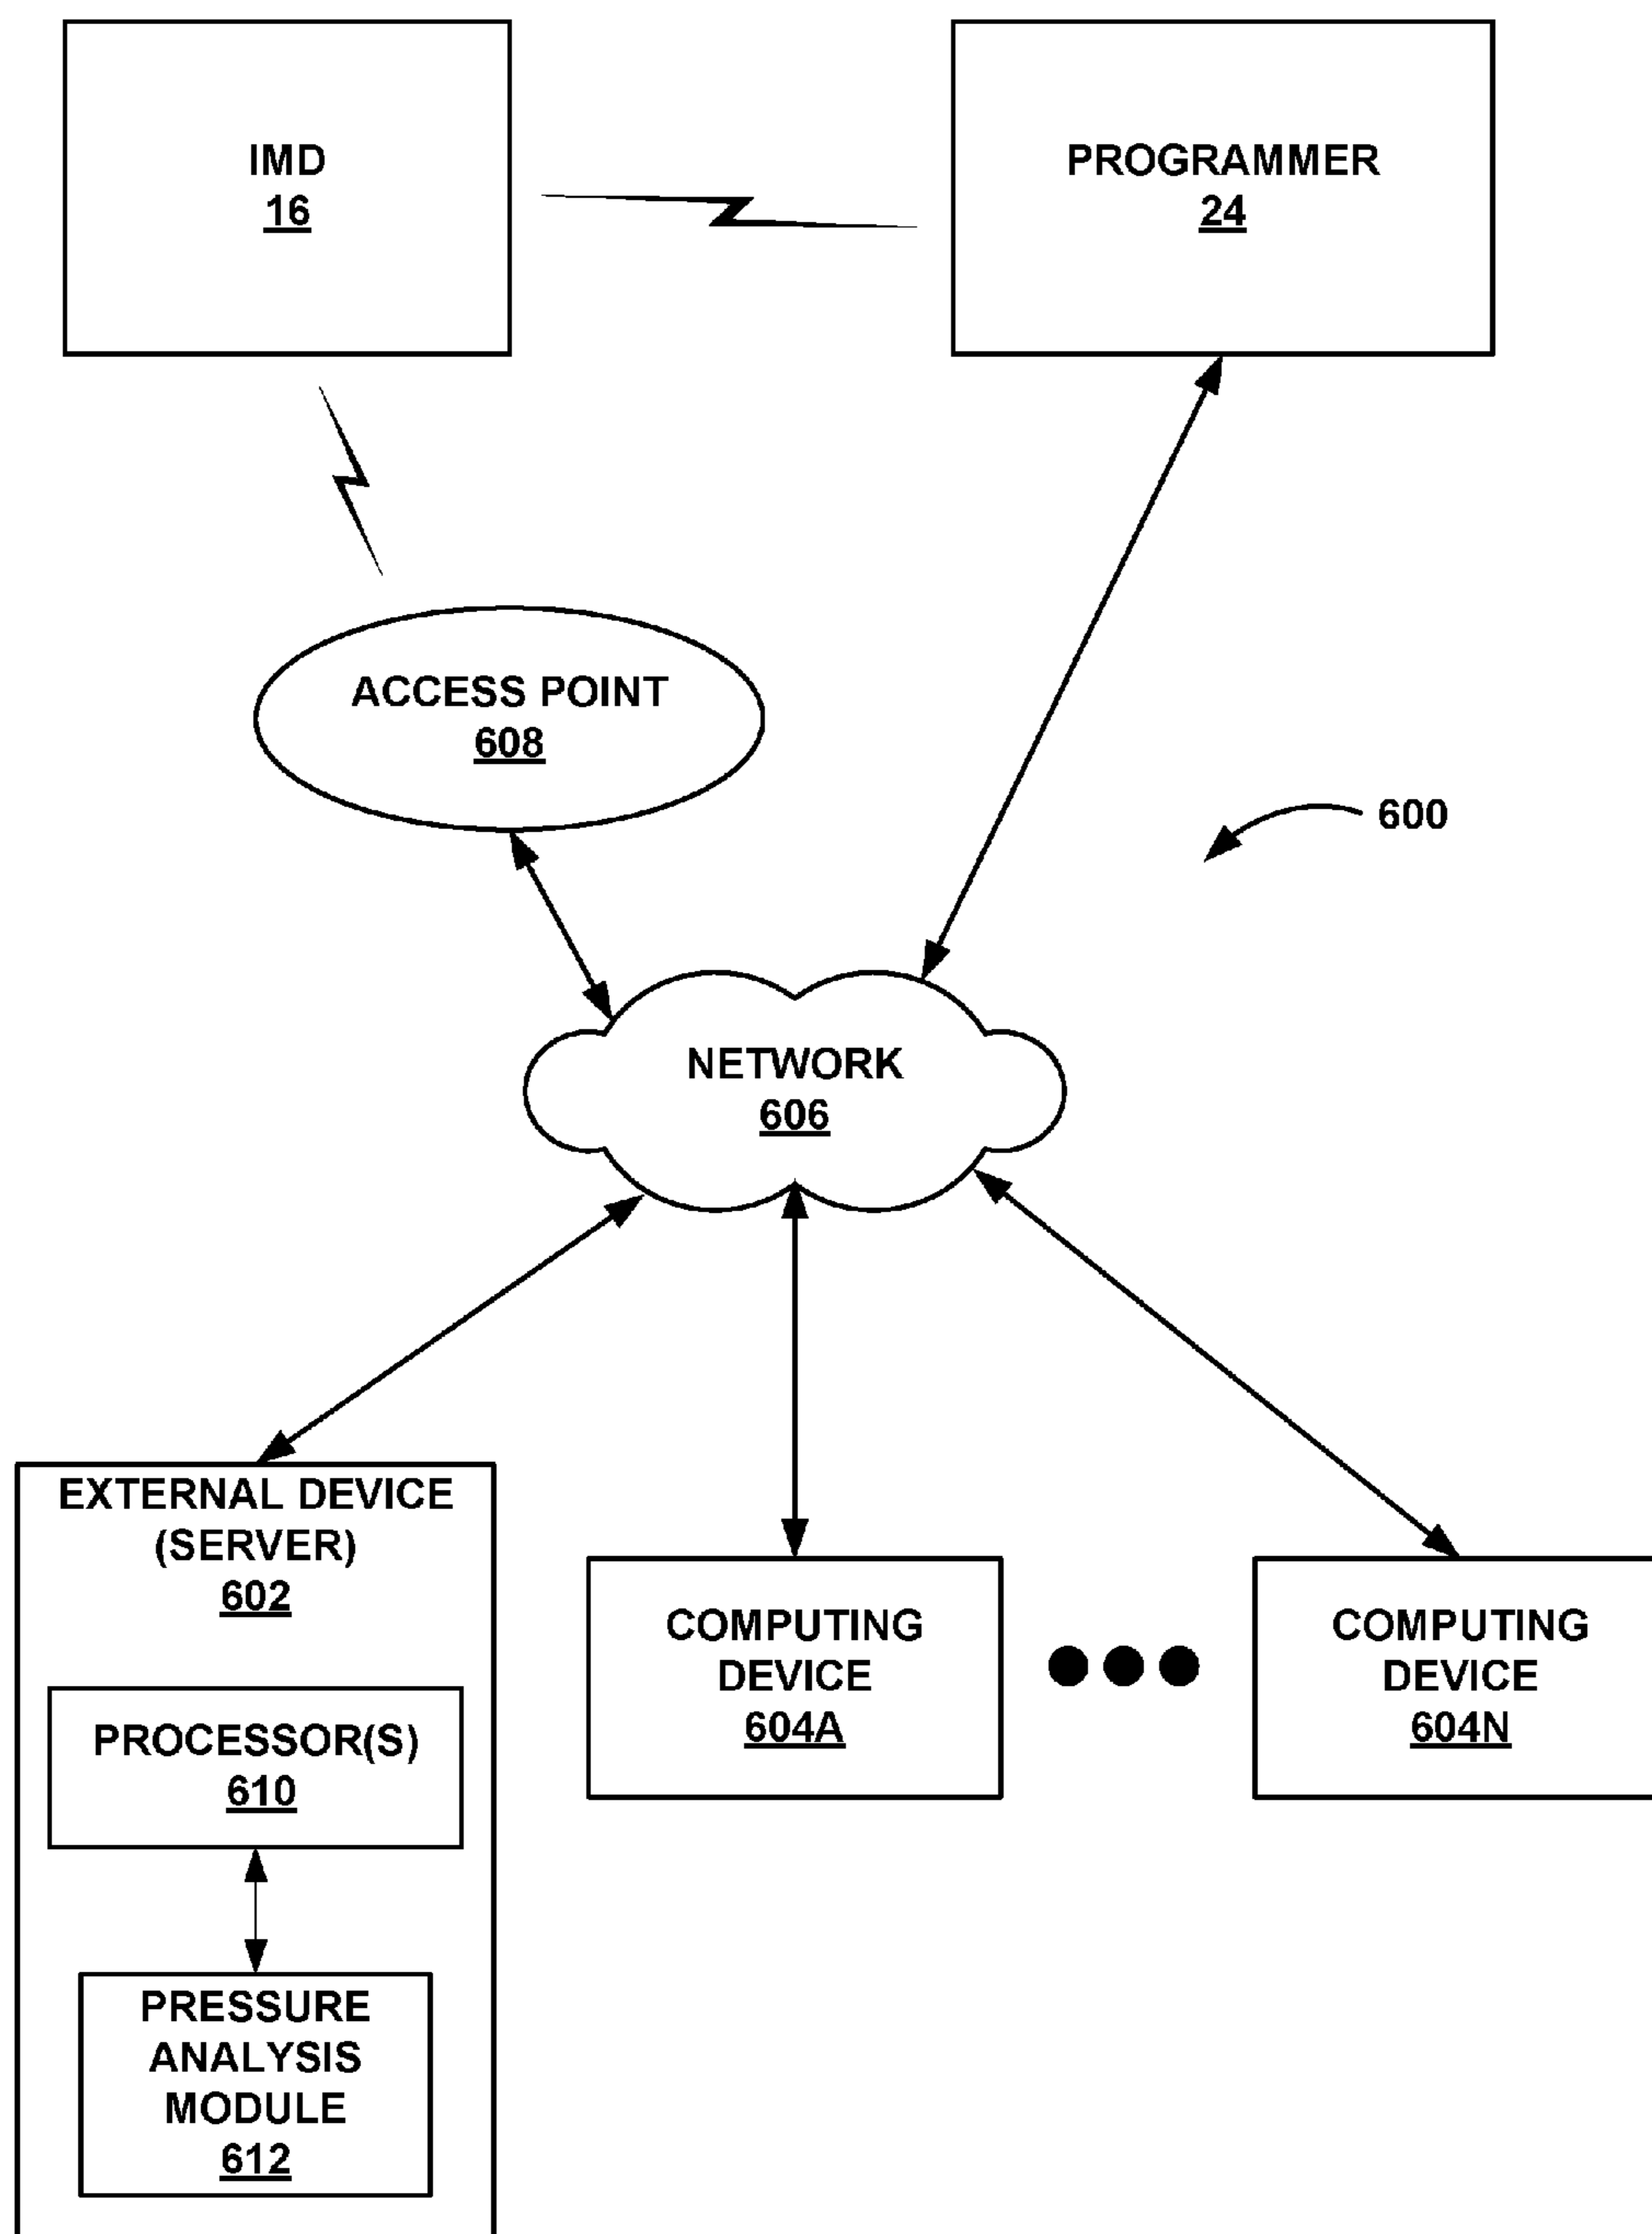 IMD
16
PROGRAMMER
24
ACCESS POINT
608
600
NETWORK
606
EXTERNAL DEVICE
(SERVER)
602
PROCESSOR(S)
610
PRESSURE
ANALYSIS
MODULE
612
COMPUTING
DEVICE
604A
COMPUTING
DEVICE
604N